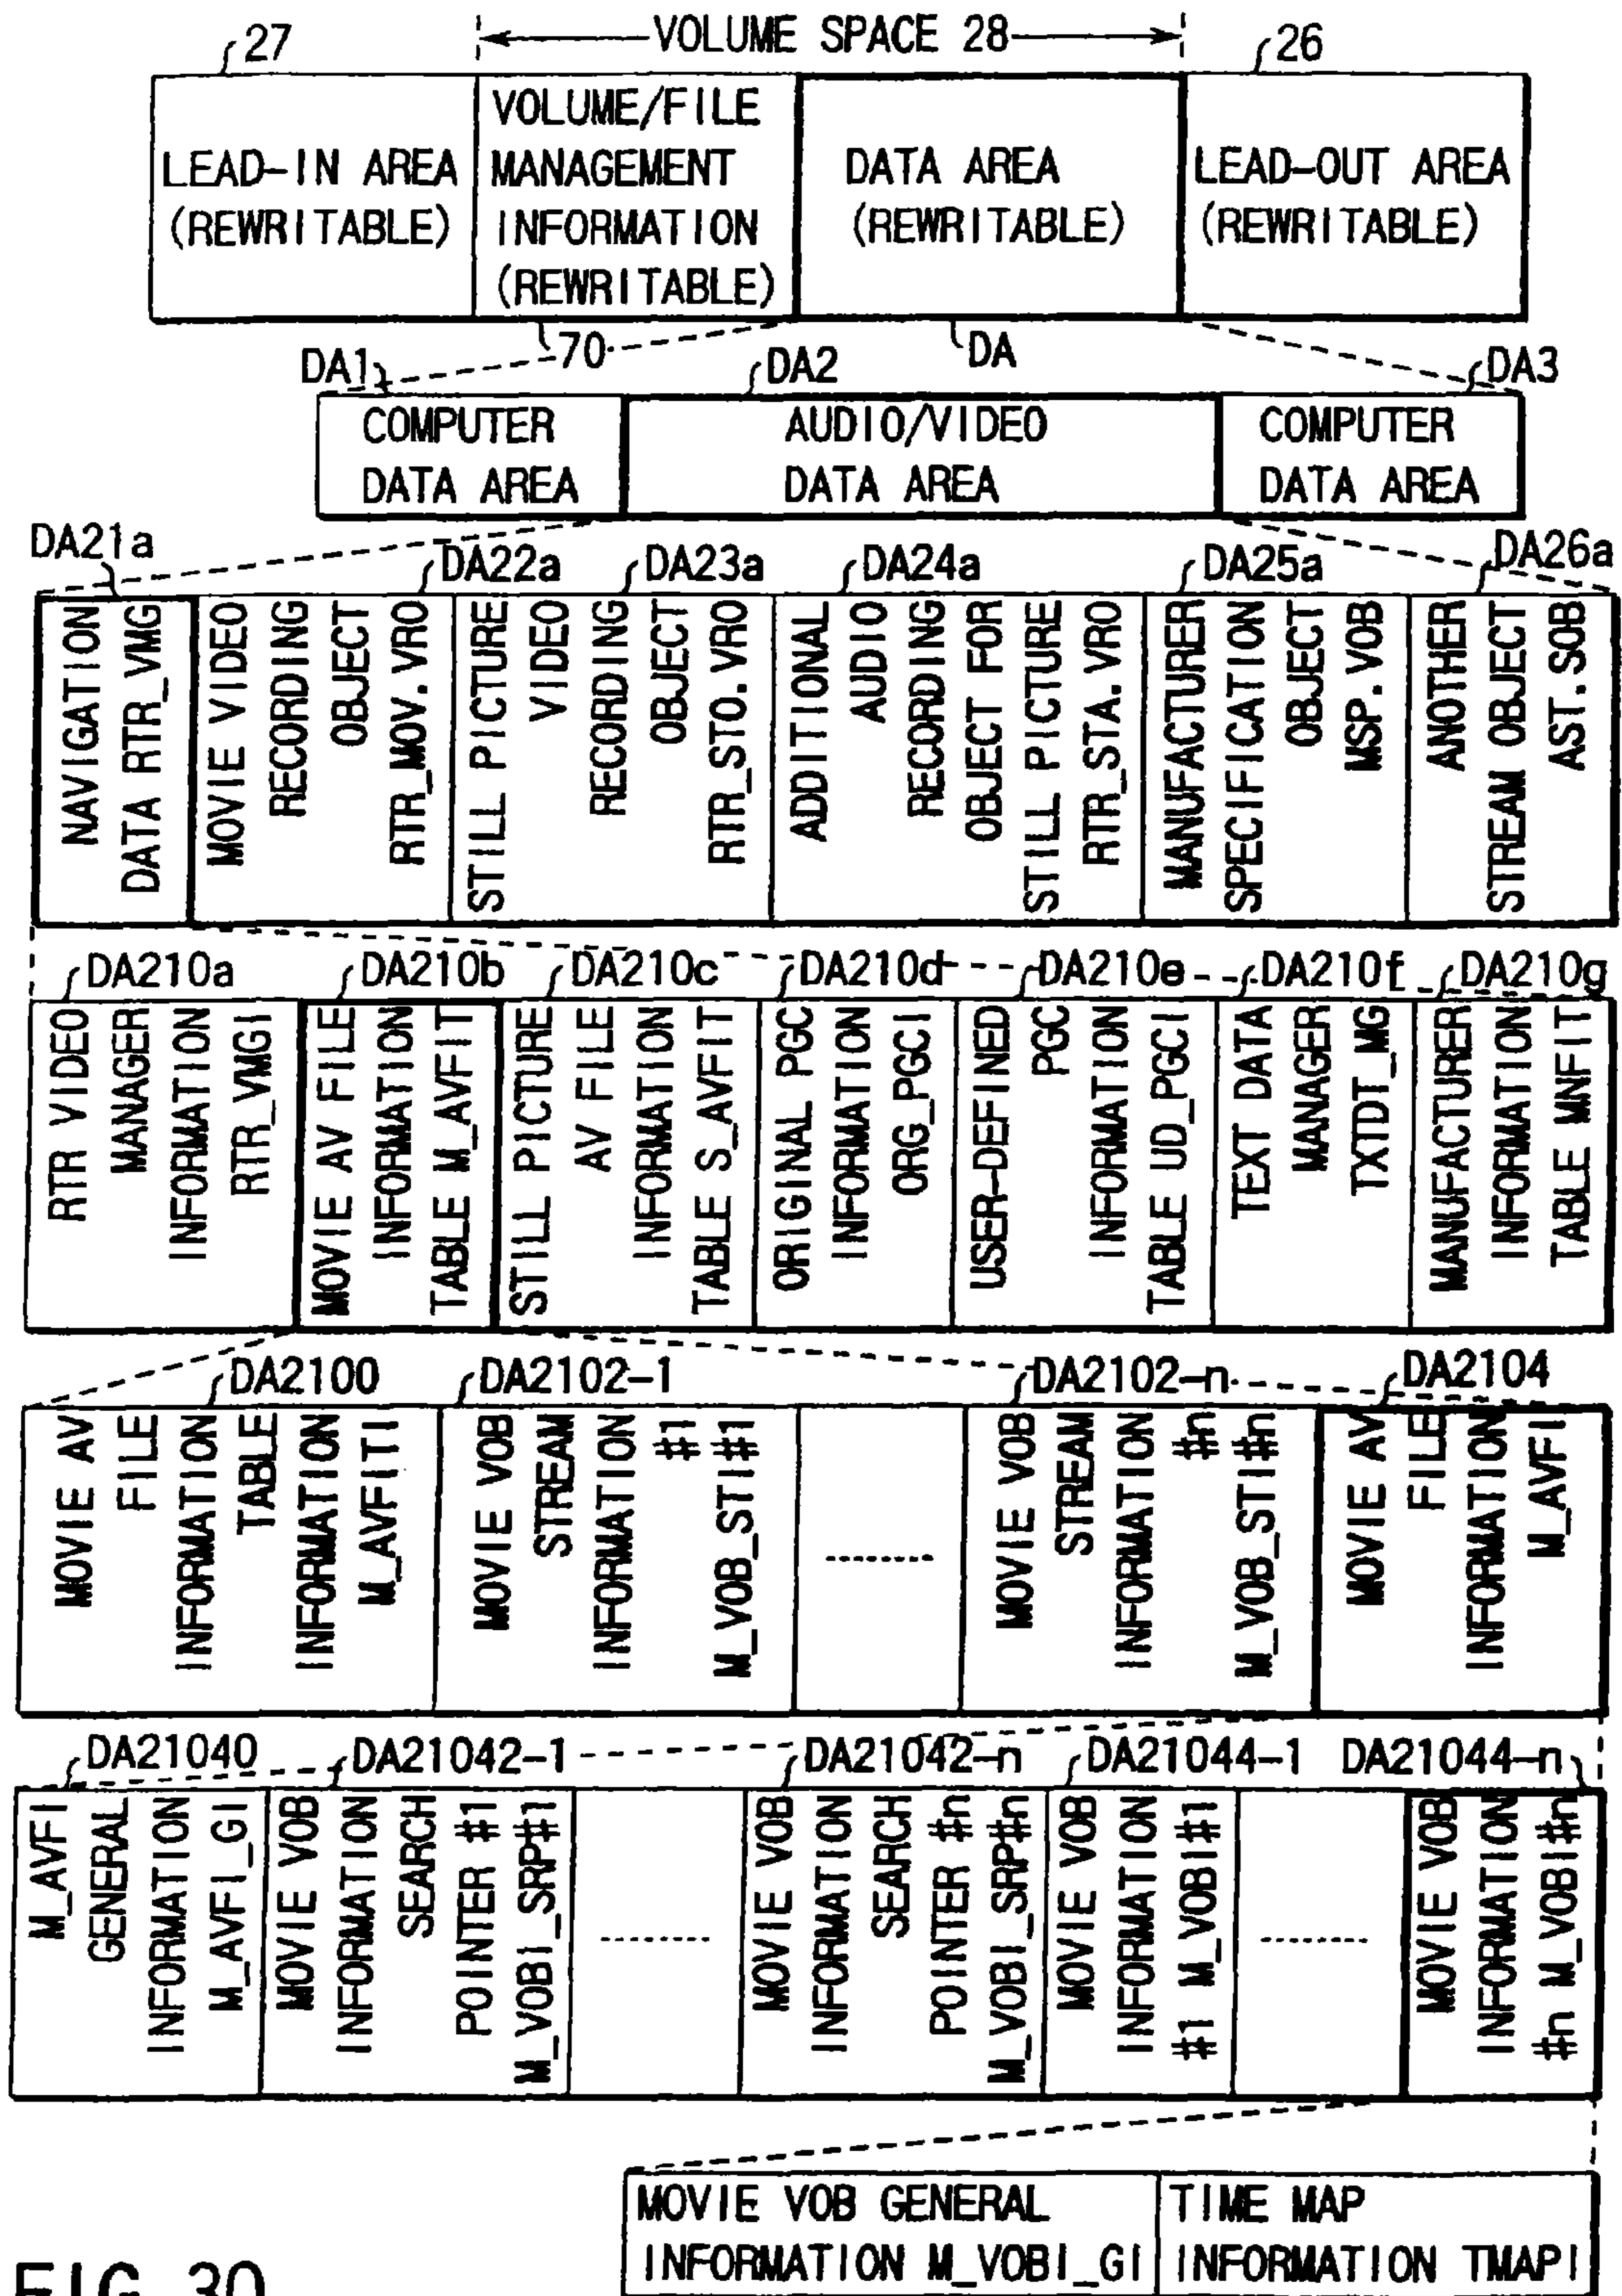 27
VOLUME SPACE 28
26
LEAD-IN AREA
(REWRITABLE)
VOLUME/FILE
MANAGEMENT
INFORMATION
(REWRITABLE)
DATA AREA
(REWRITABLE)
LEAD-OUT AREA
(REWRITABLE)
70
DA
DA1
DA2
DA3
COMPUTER
DATA AREA
AUDIO/VIDEO
DATA AREA
COMPUTER
DATA AREA
DA21a
DA22a
DA23a
DA24a
DA25a
DA26a
NAVIGATION
DATA RTR_VMG
MOVIE VIDEO
RECORDING
OBJECT
RTR_MOV.VRO
STILL PICTURE
VIDEO
RECORDING
OBJECT
RTR_STO.VRO
ADDITIONAL
AUDIO
RECORDING
OBJECT FOR
STILL PICTURE
RTR_STA.VRO
MANUFACTURER
SPECIFICATION
OBJECT
MSP.VOB
ANOTHER
STREAM OBJECT
AST.SOB
DA210a
DA210b
DA210c
DA210d
DA210e
DA210f
DA210g
RTR VIDEO
MANAGER
INFORMATION
RTR_VMGI
MOVIE AV FILE
INFORMATION
TABLE M_AVFIT
STILL PICTURE
AV FILE
INFORMATION
TABLE S_AVFIT
ORIGINAL PGC
INFORMATION
ORG_PGCI
USER-DEFINED
PGC
INFORMATION
TABLE UD_PGCI
TEXT DATA
MANAGER
TXTDT_MG
MANUFACTURER
INFORMATION
TABLE MNFIT
DA2100
DA2102-1
DA2102-n
DA2104
MOVIE AV
FILE
INFORMATION
TABLE
INFORMATION
M_AVFITI
MOVIE VOB
STREAM
INFORMATION
#1
M_VOB_STI#1
MOVIE VOB
STREAM
INFORMATION
#n
M_VOB_STI#n
MOVIE AV
FILE
INFORMATION
M_AVFI
DA21040
DA21042-1
DA21042-n
DA21044-1
DA21044-n
M_AVFI
GENERAL
INFORMATION
M_AVFI_GI
MOVIE VOB
INFORMATION
SEARCH
POINTER #1
M_VOBI_SRP#1
MOVIE VOB
INFORMATION
SEARCH
POINTER #n
M_VOBI_SRP#n
MOVIE VOB
INFORMATION
#1 M_VOBI#1
MOVIE VOB
INFORMATION
#n M_VOBI#n
MOVIE VOB GENERAL
INFORMATION M_VOBI_GI
TIME MAP
INFORMATION TMAPI
FIG. 30